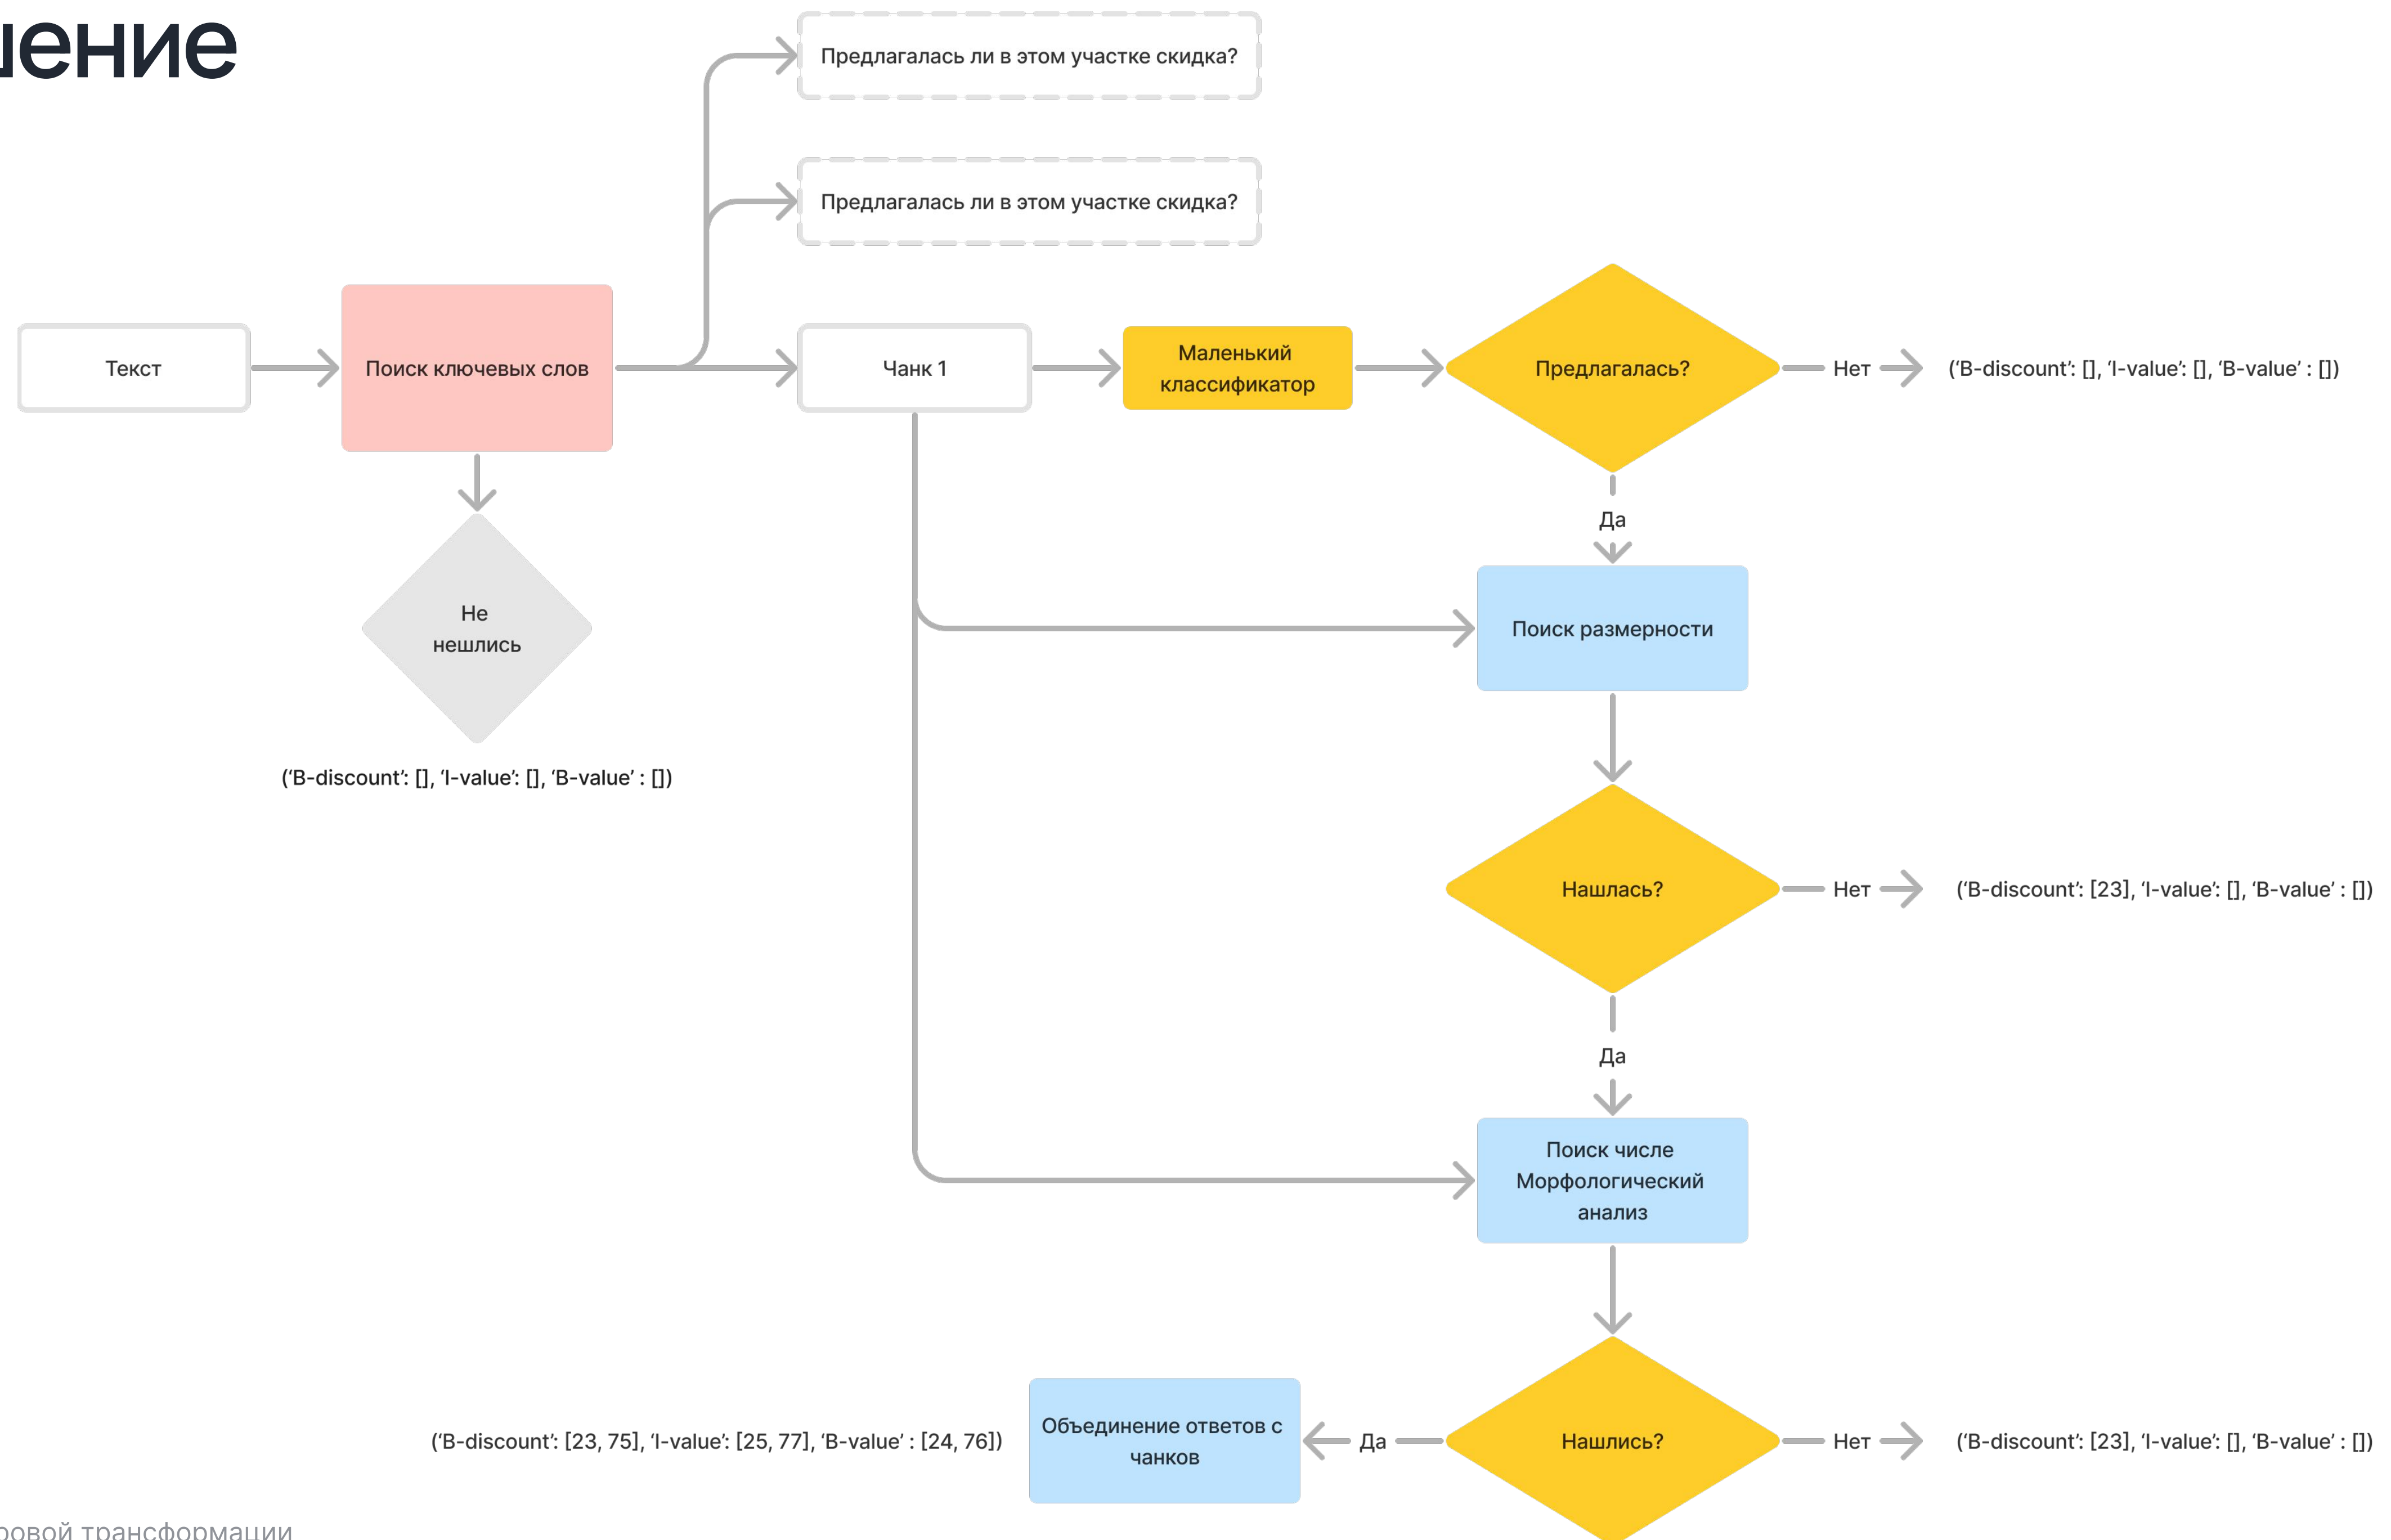 шение
Предлагалась ли в этом участке скидка?
Предлагалась ли в этом участке скидка?
Текст
Поиск ключевых слов
Чанк 1
Маленький
классификатор
Предлагалась?
Нет
(‘B-discount’: [], ‘I-value’: [], ‘B-value’ : [])
Да
Не
нешлись
Поиск размерности
(‘B-discount’: [], ‘I-value’: [], ‘B-value’ : [])
Нашлась?
Нет
(‘B-discount’: [23], ‘I-value’: [], ‘B-value’ : [])
Да
Поиск числе
Морфологический
анализ
(‘B-discount’: [23, 75], ‘I-value’: [25, 77], ‘B-value’ : [24, 76])
Объединение ответов с
чанков
Да
Нашлись?
Нет
(‘B-discount’: [23], ‘I-value’: [], ‘B-value’ : [])
ровой трансформации